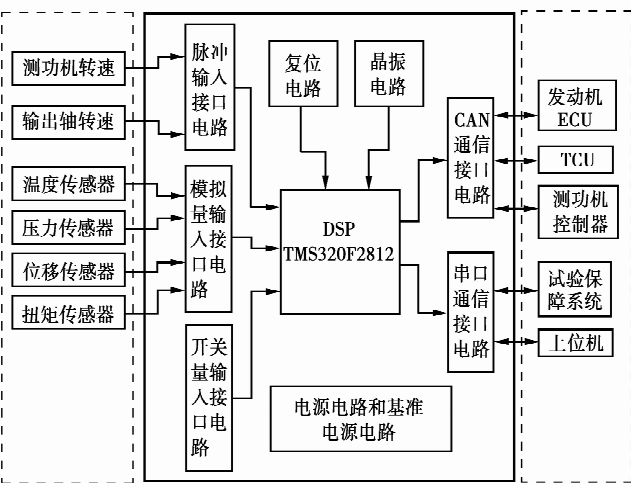 测功机转速
输出轴转速
温度传感器
压力传感器
位移传感器
扭矩传感器
脉冲
输入
接口
电路
模拟
量输
入接
口电
路
开关
量输
入接
口电
路
复位
电路
晶振
电路
DSP
TMS320F2812
电源电路和基准
电源电路
CAN
通信
接口
电路
串口
通信
接口
电路
发动机
ECU
TCU
测功机
控制器
试验保
障系统
上位机